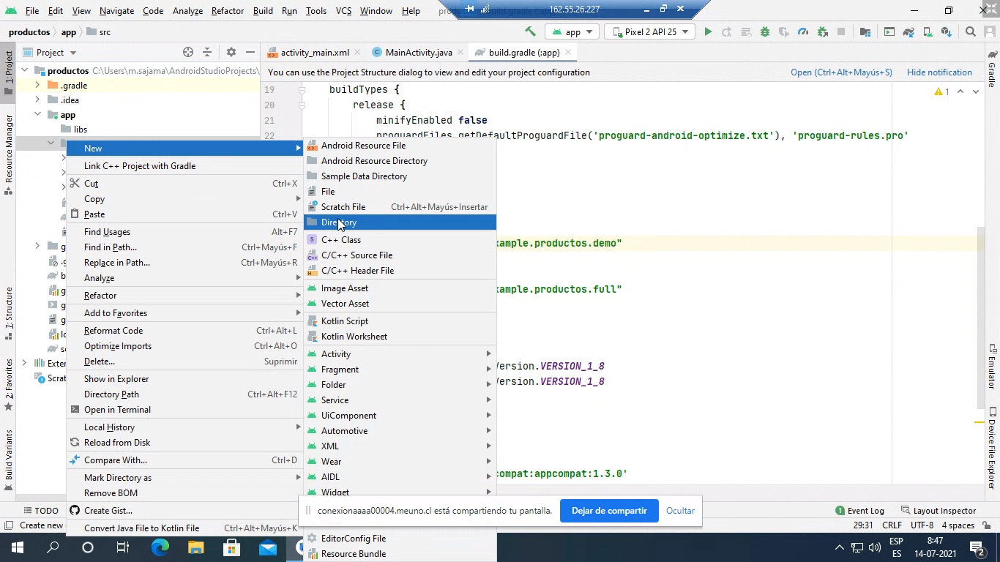 File Edit View Navigate Code Analyze Refactor Build Run Tools VCS Window Help
162.55.26.227
productos app src
app
Pixel 2 API 25
1: Project
Resource Manager
7: Structure
2: Favorites
Build Variants
Project
activity_main.xml
MainActivity.java
build.gradle (:app)
productos C:\Users\m.sajama\AndroidStudioProjects\
.gradle
.idea
app
libs
You can use the Project Structure dialog to view and edit your project configuration
Open (Ctrl+Alt+Mayús+S)
Hide notification
1
19 buildTypes {
20 release {
21 minifyEnabled false
22 proguardFiles getDefaultProguardFile('proguard-android-optimize.txt'), 'proguard-rules.pro'
ample.productos.demo"
ample.productos.full"
Version.VERSION_1_8
Version.VERSION_1_8
compat:appcompat:1.3.0'
New
Link C++ Project with Gradle
Cut Ctrl+X
Copy
Paste Ctrl+V
Find Usages Alt+F7
Find in Path... Ctrl+Mayús+F
Replace in Path... Ctrl+Mayús+R
Analyze
Refactor
Add to Favorites
Reformat Code Ctrl+Alt+L
Optimize Imports Ctrl+Alt+O
Delete... Suprimir
Show in Explorer
Directory Path Ctrl+Alt+F12
Open in Terminal
Local History
Reload from Disk
Compare With... Ctrl+D
Mark Directory as
Remove BOM
Create Gist...
Convert Java File to Kotlin File Ctrl+Alt+Mayús+K
Android Resource File
Android Resource Directory
Sample Data Directory
File
Scratch File Ctrl+Alt+Mayús+Insertar
Directory
C++ Class
C/C++ Source File
C/C++ Header File
Image Asset
Vector Asset
Kotlin Script
Kotlin Worksheet
Activity
Fragment
Folder
Service
UiComponent
Automotive
XML
Wear
AIDL
Widget
EditorConfig File
Resource Bundle
Gradle
Emulator
Device File Explorer
conexionaaaa00004.meuno.cl está compartiendo tu pantalla.
Dejar de compartir
Ocultar
TODO
1 Event Log
Layout Inspector
Create new
29:31 CRLF UTF-8 4 spaces
ESP
ES
8:47
14-07-2021
2